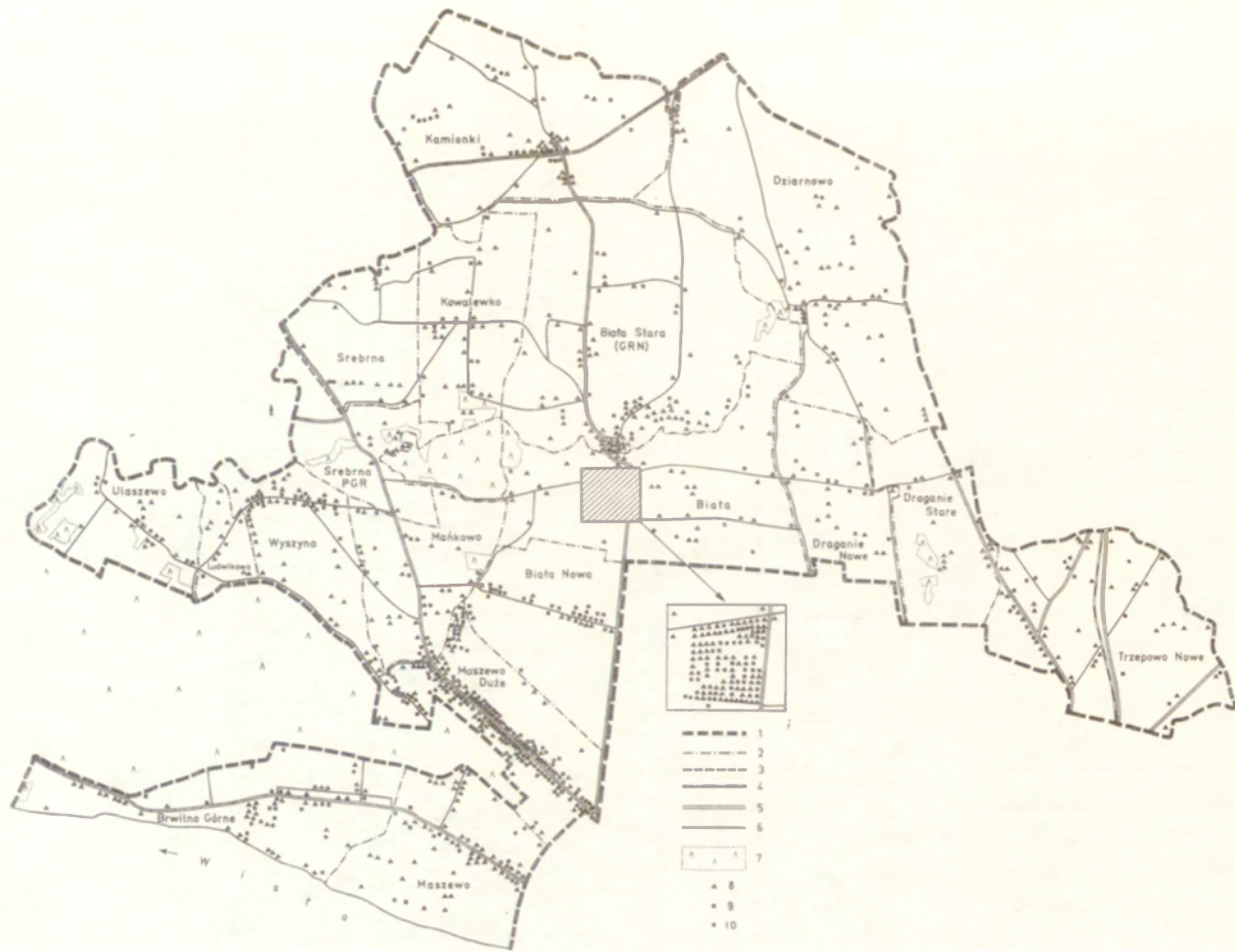 Kamionki
Dziarnowo
Kowalewko
Biała Stara
(GRN)
Srebrna
Srebrna
PGR
Ulaszewo
Wyszyna
Ludwikowo
Mańkowo
Biała
Draganie
Stare
Draganie
Nowe
Biała Nowa
Maszewo
Duże
Trzepowo Nowe
Brwilno Górne
Wisła
Maszewo
1
2
3
4
5
6
7
8
9
10